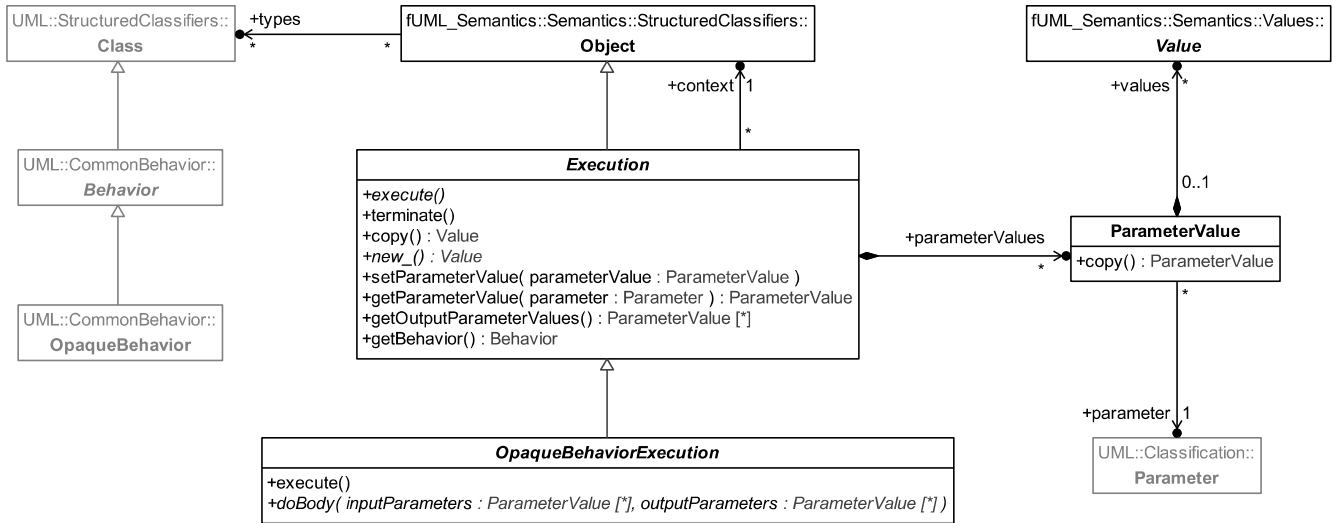 UML::StructuredClassifiers::
Class
+types
*
*
fUML_Semantics::Semantics::StructuredClassifiers::
Object
fUML_Semantics::Semantics::Values::
Value
+context
1
*
+values
*
0..1
UML::CommonBehavior::
Behavior
Execution
+execute()
+terminate()
+copy() : Value
+new_() : Value
+setParameterValue( parameterValue : ParameterValue )
+getParameterValue( parameter : Parameter ) : ParameterValue
+getOutputParameterValues() : ParameterValue [*]
+getBehavior() : Behavior
+parameterValues
*
ParameterValue
+copy() : ParameterValue
*
UML::CommonBehavior::
OpaqueBehavior
+parameter
1
UML::Classification::
Parameter
OpaqueBehaviorExecution
+execute()
+doBody( inputParameters : ParameterValue [*], outputParameters : ParameterValue [*] )